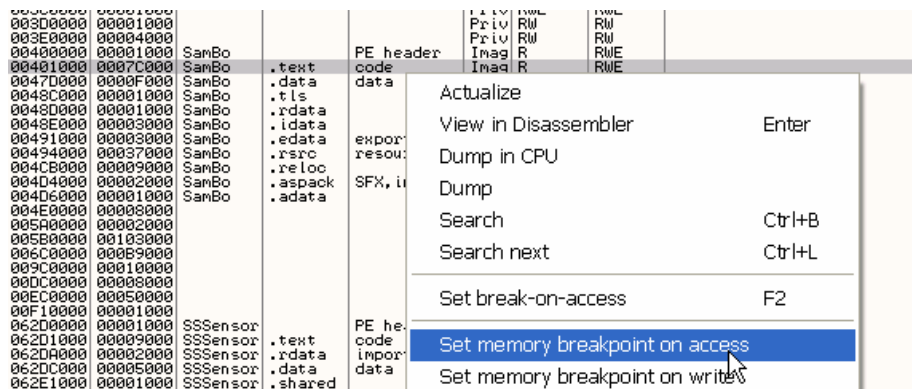 003D0000 00001000 Priv RW RW
003E0000 00004000 Priv RW RW
00400000 00001000 SamBo PE header Imag R RWE
00401000 0007C000 SamBo .text code Imag R RWE
0047D000 0000F000 SamBo .data data
0048C000 00001000 SamBo .tls
0048D000 00001000 SamBo .rdata
0048E000 00003000 SamBo .idata
00491000 00003000 SamBo .edata expor
00494000 00037000 SamBo .rsrc resou
004CB000 00009000 SamBo .reloc
004D4000 00002000 SamBo .aspack SFX, i
004D6000 00001000 SamBo .adata
004E0000 00008000
005A0000 00002000
005B0000 00103000
006C0000 000B9000
009C0000 00010000
00DC0000 00008000
00EC0000 00050000
00F10000 00001000
062D0000 00001000 SSSensor PE he
062D1000 00009000 SSSensor .text code
062DA000 00002000 SSSensor .rdata impor
062DC000 00005000 SSSensor .data data
062E1000 00001000 SSSensor .shared
Actualize
View in Disassembler Enter
Dump in CPU
Dump
Search Ctrl+B
Search next Ctrl+L
Set break-on-access F2
Set memory breakpoint on access
Set memory breakpoint on write